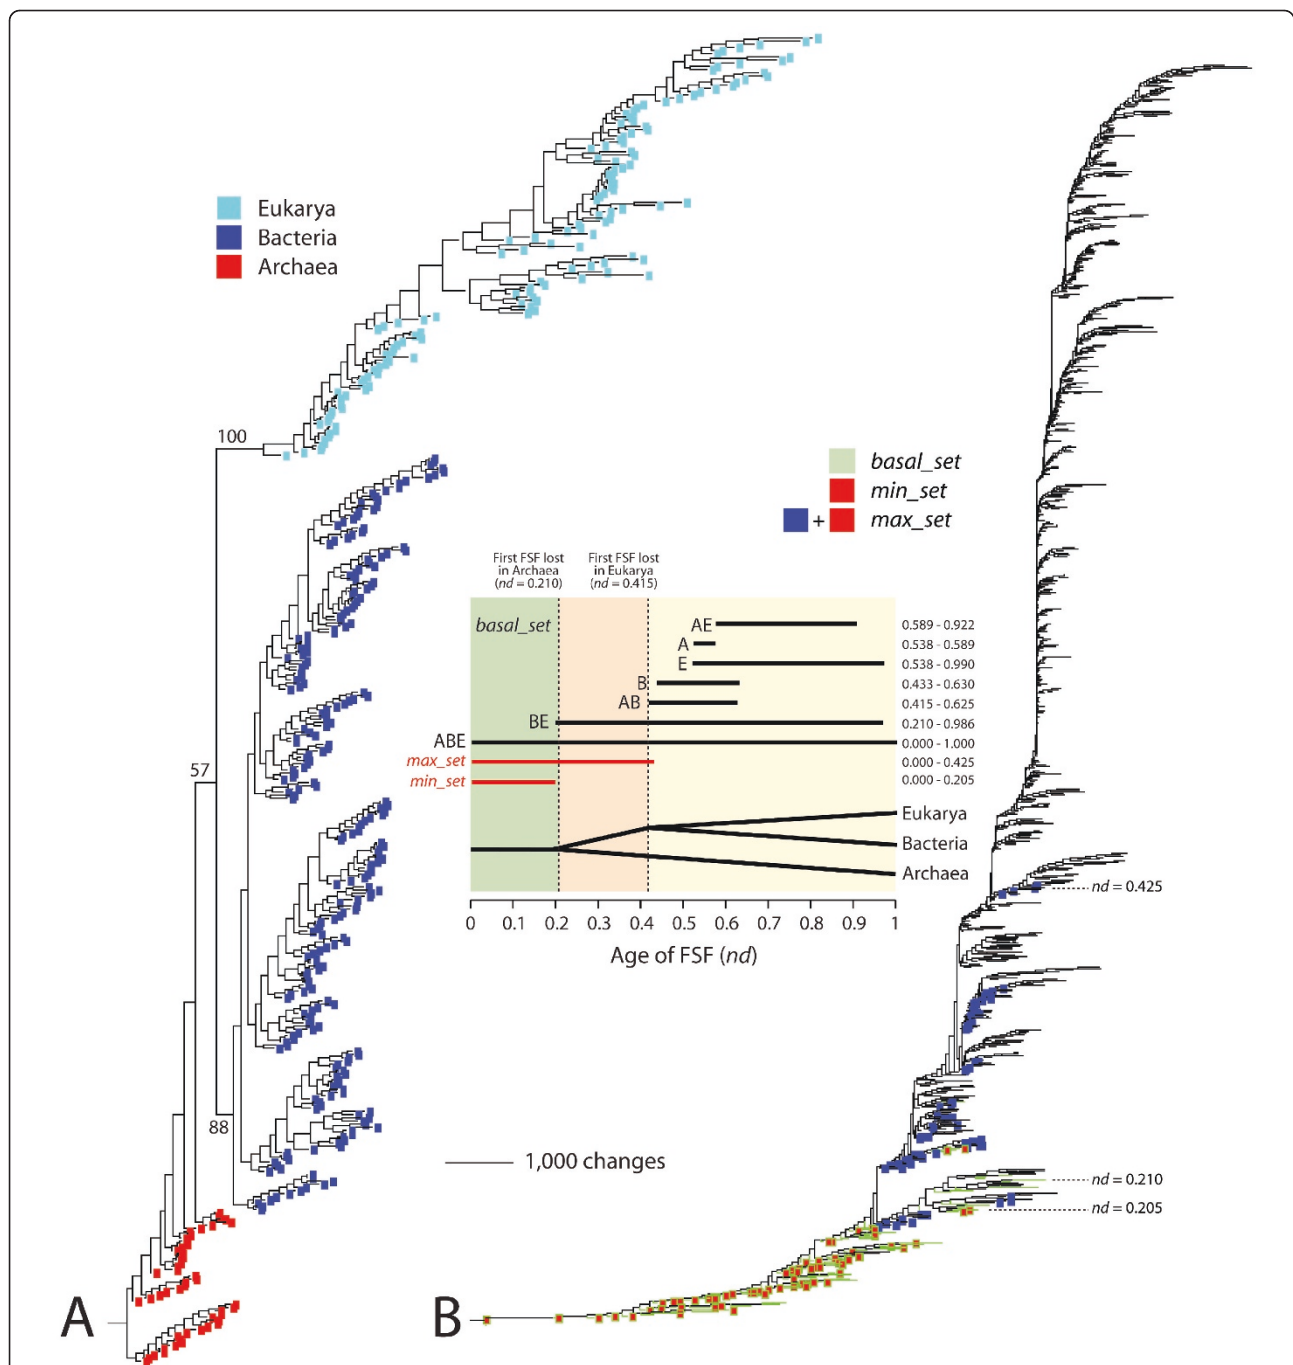 Eukarya
Bacteria
Archaea
100
basal_set
min_set
+ max_set
First FSF lost
in Archaea
(nd = 0.210)
First FSF lost
in Eukarya
(nd = 0.415)
basal_set
AE 0.589 - 0.922
A 0.538 - 0.589
E 0.538 - 0.990
B 0.433 - 0.630
AB 0.415 - 0.625
BE 0.210 - 0.986
ABE 0.000 - 1.000
max_set 0.000 - 0.425
min_set 0.000 - 0.205
57
Eukarya
Bacteria
Archaea
nd = 0.425
0 0.1 0.2 0.3 0.4 0.5 0.6 0.7 0.8 0.9 1
Age of FSF (nd)
88
1,000 changes
nd = 0.210
nd = 0.205
A
B